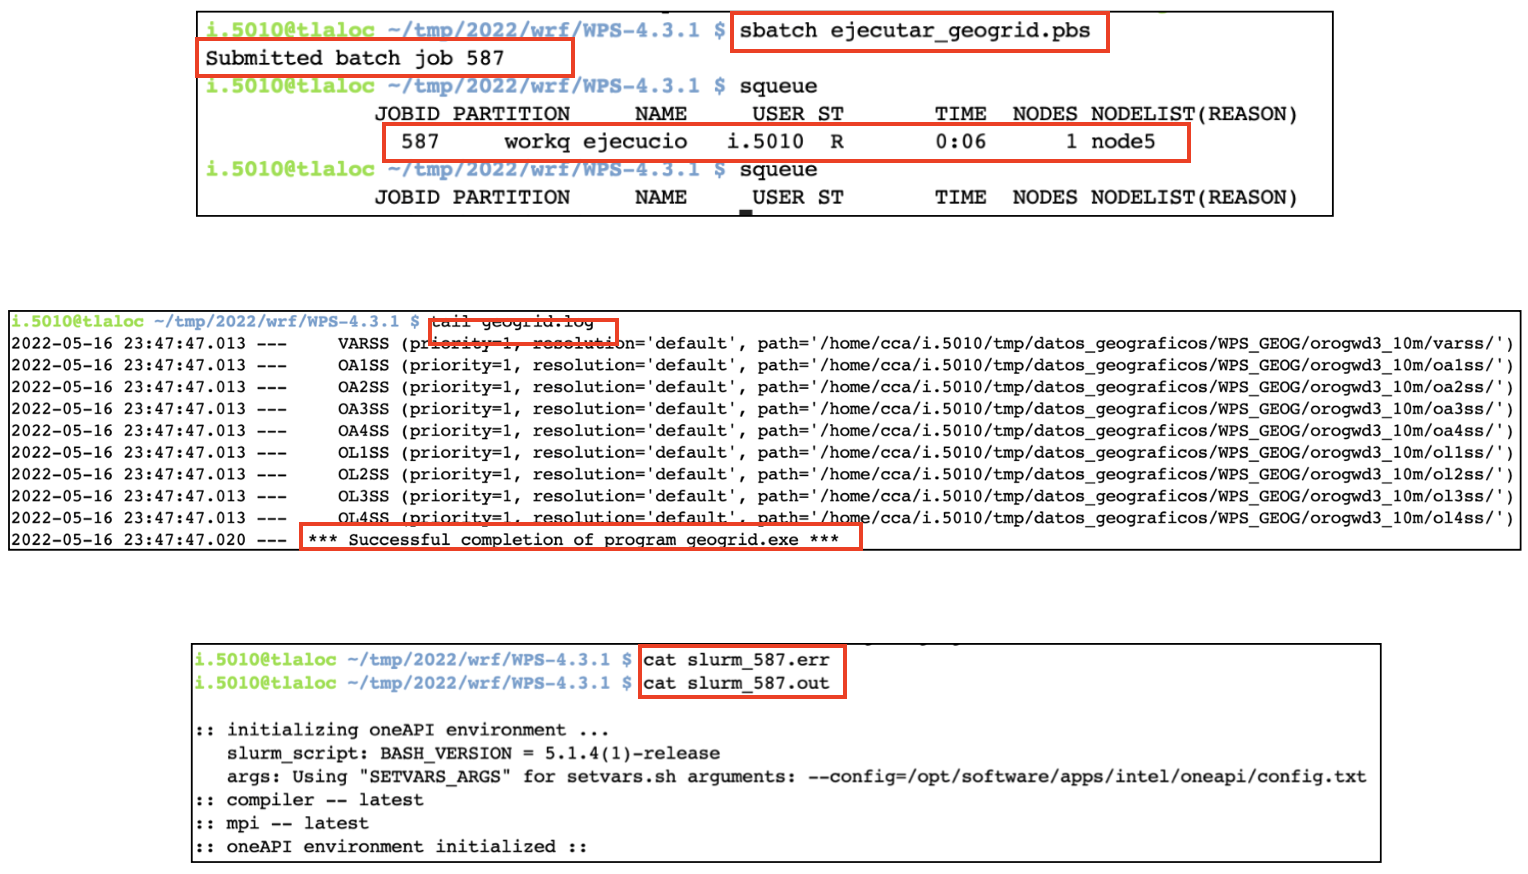 i.5010@tlaloc ~/tmp/2022/wrf/WPS-4.3.1 $ sbatch ejecutar_geogrid.pbs
Submitted batch job 587
i.5010@tlaloc ~/tmp/2022/wrf/WPS-4.3.1 $ squeue
JOBID PARTITION NAME USER ST TIME NODES NODELIST(REASON)
587 workq ejecucio i.5010 R 0:06 1 node5
i.5010@tlaloc ~/tmp/2022/wrf/WPS-4.3.1 $ squeue
JOBID PARTITION NAME USER ST TIME NODES NODELIST(REASON)
i.5010@tlaloc ~/tmp/2022/wrf/WPS-4.3.1 $ tail geogrid.log
2022-05-16 23:47:47.013 --- VARSS (priority=1, resolution='default', path='/home/cca/i.5010/tmp/datos_geograficos/WPS_GEOG/orogwd3_10m/varss/')
2022-05-16 23:47:47.013 --- OA1SS (priority=1, resolution='default', path='/home/cca/i.5010/tmp/datos_geograficos/WPS_GEOG/orogwd3_10m/oa1ss/')
2022-05-16 23:47:47.013 --- OA2SS (priority=1, resolution='default', path='/home/cca/i.5010/tmp/datos_geograficos/WPS_GEOG/orogwd3_10m/oa2ss/')
2022-05-16 23:47:47.013 --- OA3SS (priority=1, resolution='default', path='/home/cca/i.5010/tmp/datos_geograficos/WPS_GEOG/orogwd3_10m/oa3ss/')
2022-05-16 23:47:47.013 --- OA4SS (priority=1, resolution='default', path='/home/cca/i.5010/tmp/datos_geograficos/WPS_GEOG/orogwd3_10m/oa4ss/')
2022-05-16 23:47:47.013 --- OL1SS (priority=1, resolution='default', path='/home/cca/i.5010/tmp/datos_geograficos/WPS_GEOG/orogwd3_10m/ol1ss/')
2022-05-16 23:47:47.013 --- OL2SS (priority=1, resolution='default', path='/home/cca/i.5010/tmp/datos_geograficos/WPS_GEOG/orogwd3_10m/ol2ss/')
2022-05-16 23:47:47.013 --- OL3SS (priority=1, resolution='default', path='/home/cca/i.5010/tmp/datos_geograficos/WPS_GEOG/orogwd3_10m/ol3ss/')
2022-05-16 23:47:47.013 --- OL4SS (priority=1, resolution='default', path='/home/cca/i.5010/tmp/datos_geograficos/WPS_GEOG/orogwd3_10m/ol4ss/')
2022-05-16 23:47:47.020 --- *** Successful completion of program geogrid.exe ***
i.5010@tlaloc ~/tmp/2022/wrf/WPS-4.3.1 $ cat slurm_587.err
i.5010@tlaloc ~/tmp/2022/wrf/WPS-4.3.1 $ cat slurm_587.out
:: initializing oneAPI environment ...
slurm_script: BASH_VERSION = 5.1.4(1)-release
args: Using "SETVARS_ARGS" for setvars.sh arguments: --config=/opt/software/apps/intel/oneapi/config.txt
:: compiler -- latest
:: mpi -- latest
:: oneAPI environment initialized ::